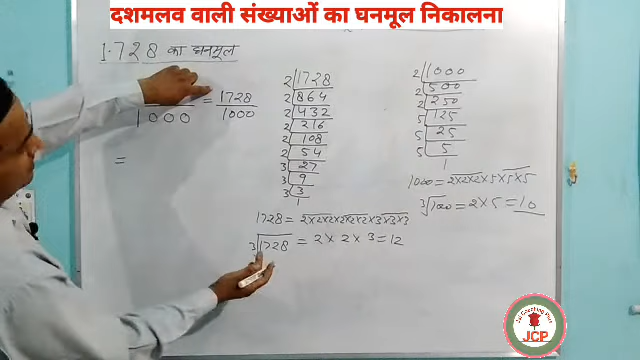 दशमलव वाली संख्याओं का घनमूल निकालना
1.728 का घनमूल
1000 = 1728/1000
=
2 | 1728
2 | 864
2 | 432
2 | 216
2 | 108
2 | 54
3 | 27
3 | 9
3 | 3
1
1728 = 2×2×2×2×2×2×3×3×3
∛1728 = 2 × 2 × 3 = 12
2 | 1000
2 | 500
2 | 250
5 | 125
5 | 25
5 | 5
1
1000 = 2×2×2×5×5×5
∛1000 = 2 × 5 = 10
JCP